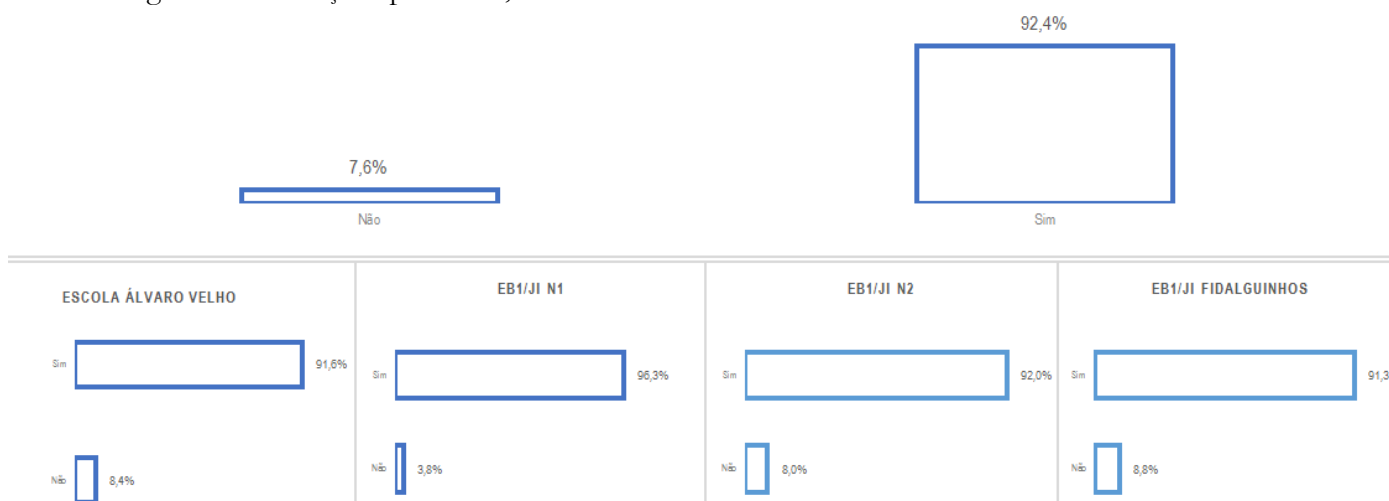 92,4%
7,6%
Não
Sim
ESCOLA ÁLVARO VELHO
Sim
91,6%
Não
8,4%
EB1/JI N1
Sim
96,3%
Não
3,8%
EB1/JI N2
Sim
92,0%
Não
8,0%
EB1/JI FIDALGUINHOS
Sim
91,3
Não
8,8%